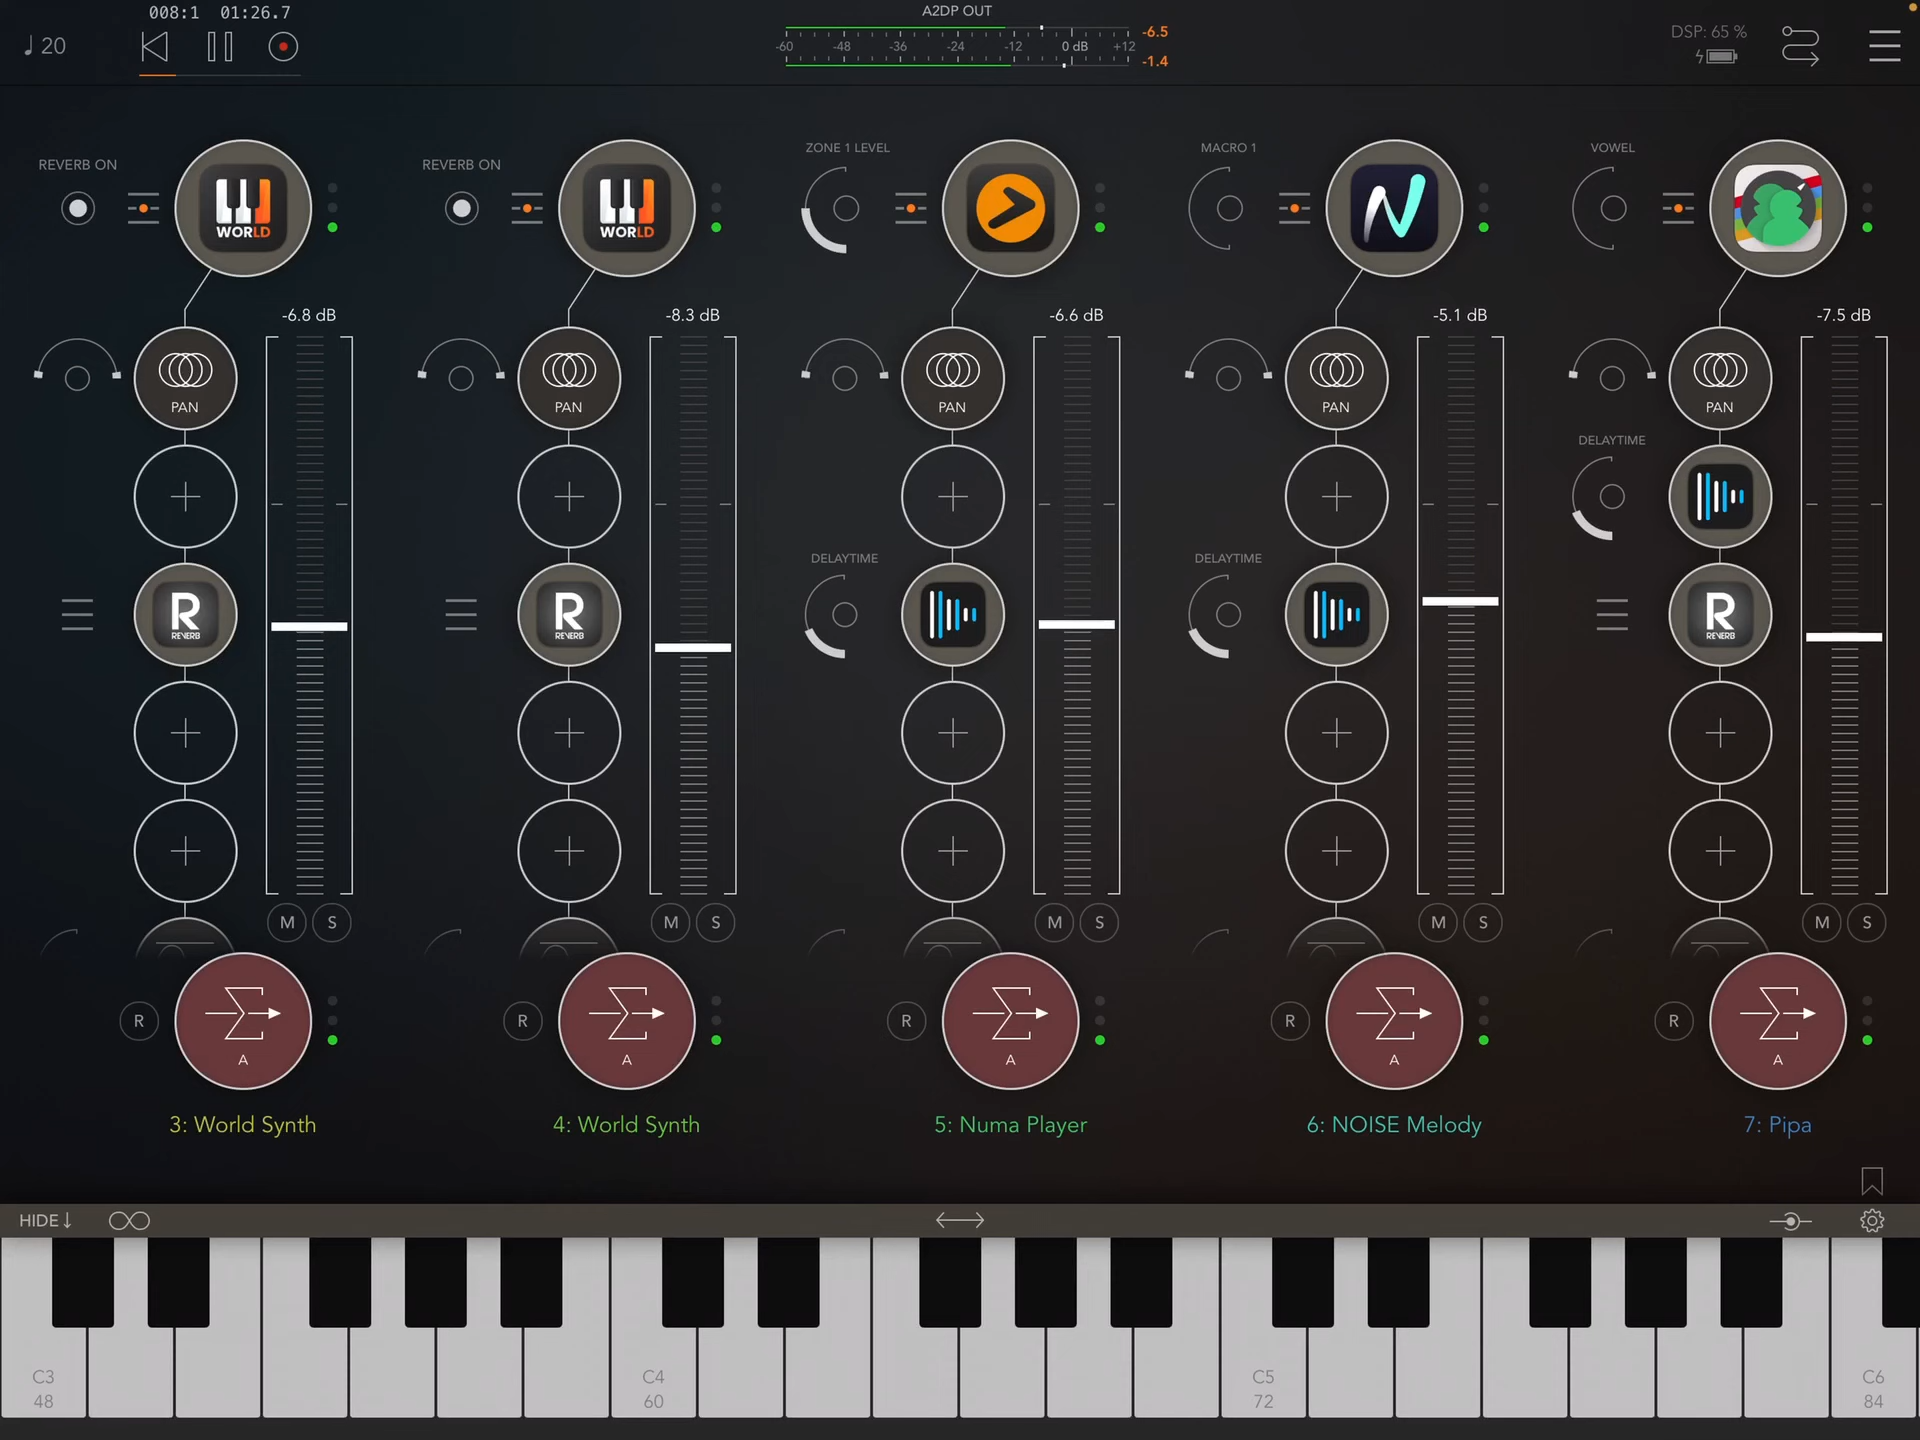 008:1 01:26.7
A2DP OUT
♩20
-60 -48 -36 -24 -12 0 dB +12
-6.5
-1.4
DSP: 65 %
REVERB ON
REVERB ON
ZONE 1 LEVEL
MACRO 1
VOWEL
WORLD
WORLD
-6.8 dB
-8.3 dB
-6.6 dB
-5.1 dB
-7.5 dB
PAN
PAN
PAN
PAN
PAN
DELAYTIME
DELAYTIME
DELAYTIME
R REVERB
R REVERB
R REVERB
M S
M S
M S
M S
M S
R A
R A
R A
R A
R A
3: World Synth
4: World Synth
5: Numa Player
6: NOISE Melody
7: Pipa
HIDE↓
C3 C4 C5 C6
48 60 72 84